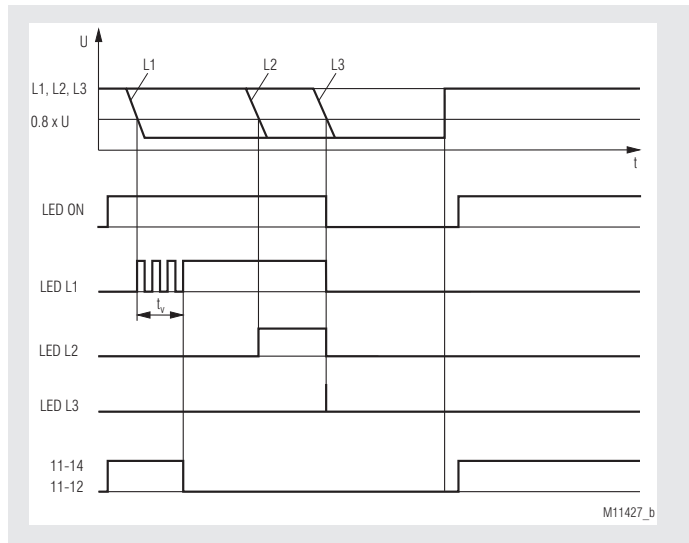 U
L1 L2 L3
L1, L2, L3
0.8 x U
t
LED ON
LED L1
tv
LED L2
LED L3
11-14
11-12
M11427_b